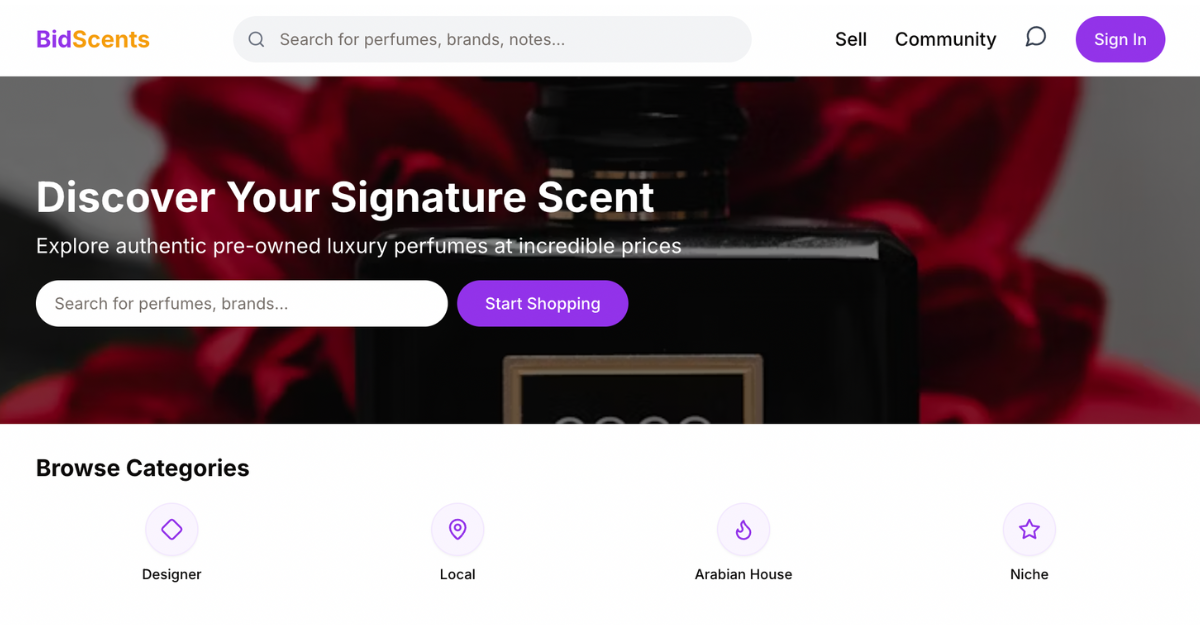 BidScents
Search for perfumes, brands, notes...
Sell
Community
Sign In
Discover Your Signature Scent
Explore authentic pre-owned luxury perfumes at incredible prices
Search for perfumes, brands...
Start Shopping
Browse Categories
Designer
Local
Arabian House
Niche